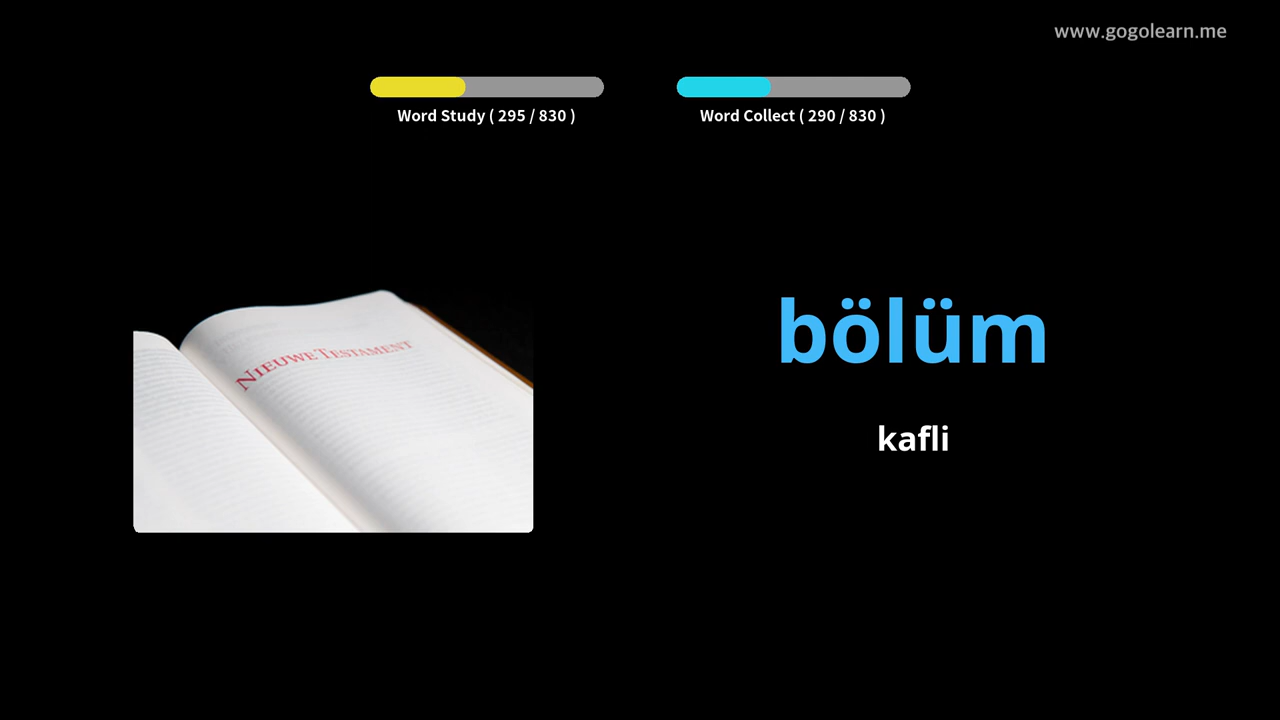 www.gogolearn.me
Word Study ( 295 / 830 )
Word Collect ( 290 / 830 )
NIEUWE TESTAMENT
bölüm
kafli